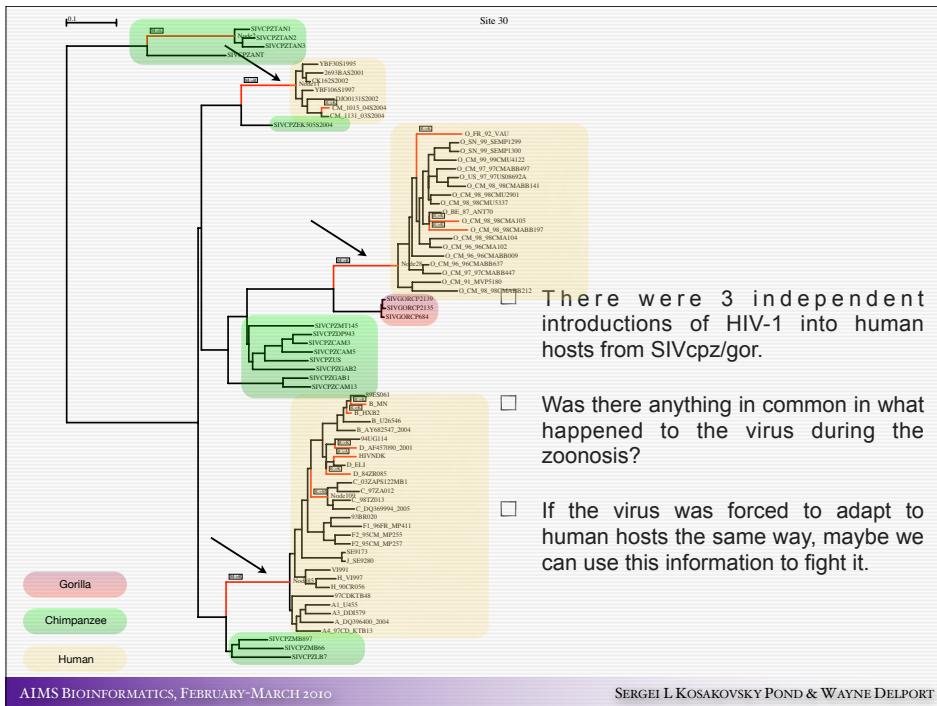 0.1
Site 30
SIVCPZTAN1
SIVCPZTAN2
SIVCPZTAN3
SIVCPZANT
YBF30S1995
2693BAS2001
CK162S2002
Node11
YBF106S1997
DJO0131S2002
CM_1015_04S2004
CM_1131_03S2004
SIVCPZEK505S2004
O_FR_92_VAU
O_SN_99_SEMP1299
O_SN_99_SEMP1300
O_CM_99_99CMU4122
O_CM_97_97CMABB497
O_US_97_97US08692A
O_CM_98_98CMABB141
O_CM_98_98CMU2901
O_CM_98_98CMU5337
O_BE_87_ANT70
O_CM_98_98CMA105
O_CM_98_98CMABB197
O_CM_98_98CMA104
O_CM_96_96CMA102
O_CM_96_96CMABB009
O_CM_96_96CMABB637
O_CM_97_97CMABB447
O_CM_91_MVP5180
O_CM_98_98CMABB212
SIVGORCP2139
SIVGORCP2135
SIVGORCP684
SIVCPZMT145
SIVCPZDP943
SIVCPZCAM3
SIVCPZCAM5
SIVCPZUS
SIVCPZGAB2
SIVCPZGAB1
SIVCPZCAM13
B_MN
B_HXB2
B_U26546
B_AY682547_2004
94UG114
D_AF457090_2001
HIVNDK
D_ELI
D_84ZR085
C_03ZAPS122MB1
C_97ZA012
Node109
C_98TZ013
C_DQ369994_2005
93BR020
F1_96FR_MP411
F2_95CM_MP255
F2_95CM_MP257
SE9173
J_SE9280
VI991
H_VI997
H_90CR056
97CDKTB48
A1_U455
A3_DDI579
A_DQ396400_2004
A4_97CD_KTB13
SIVCPZMB897
SIVCPZMB66
SIVCPZLB7
There were 3 independent
introductions of HIV-1 into human
hosts from SIVcpz/gor.
Was there anything in common in what
happened to the virus during the
zoonosis?
If the virus was forced to adapt to
human hosts the same way, maybe we
can use this information to fight it.
Gorilla
Chimpanzee
Human
AIMS BIOINFORMATICS, FEBRUARY-MARCH 2010
SERGEI L KOSAKOVSKY POND & WAYNE DELPORT